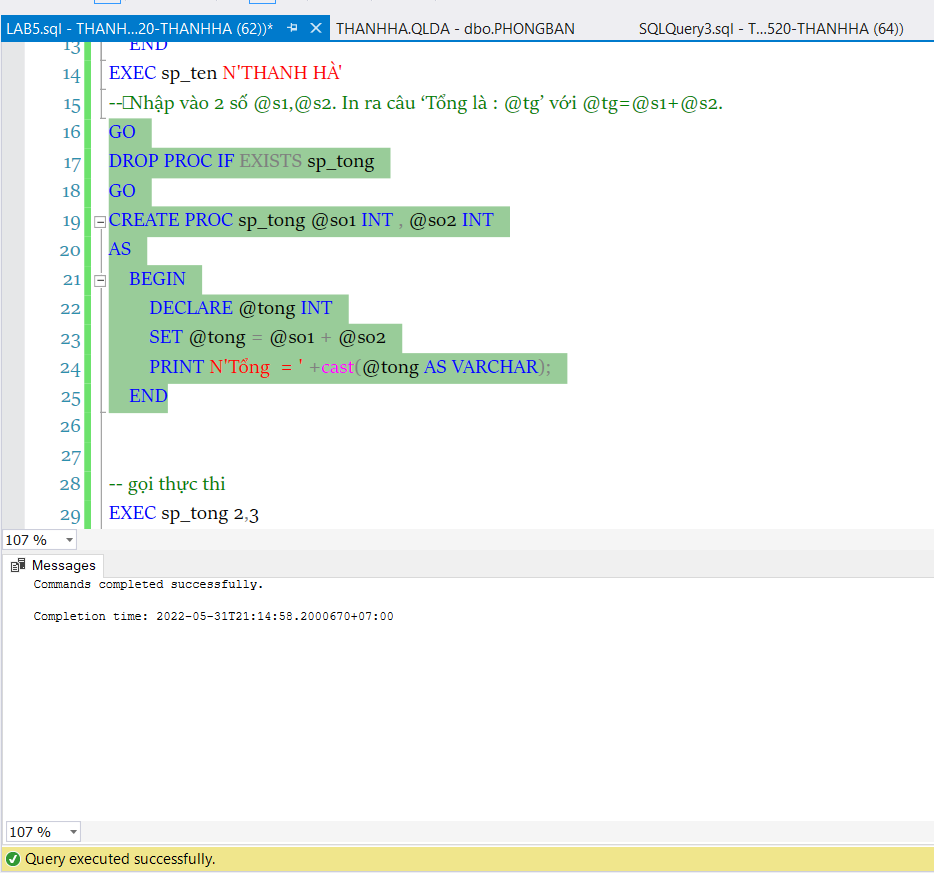 LAB5.sql - THANH...20-THANHHA (62))*
THANHHA.QLDA - dbo.PHONGBAN
SQLQuery3.sql - T...520-THANHHA (64))
13 END
14 EXEC sp_ten N'THANH HÀ'
15 --Nhập vào 2 số @s1,@s2. In ra câu ‘Tổng là : @tg’ với @tg=@s1+@s2.
16 GO
17 DROP PROC IF EXISTS sp_tong
18 GO
19 CREATE PROC sp_tong @so1 INT , @so2 INT
20 AS
21 BEGIN
22 DECLARE @tong INT
23 SET @tong = @so1 + @so2
24 PRINT N'Tổng = ' +cast(@tong AS VARCHAR);
25 END
26
27
28 -- gọi thực thi
29 EXEC sp_tong 2,3
107 %
Messages
Commands completed successfully.
Completion time: 2022-05-31T21:14:58.2000670+07:00
107 %
Query executed successfully.